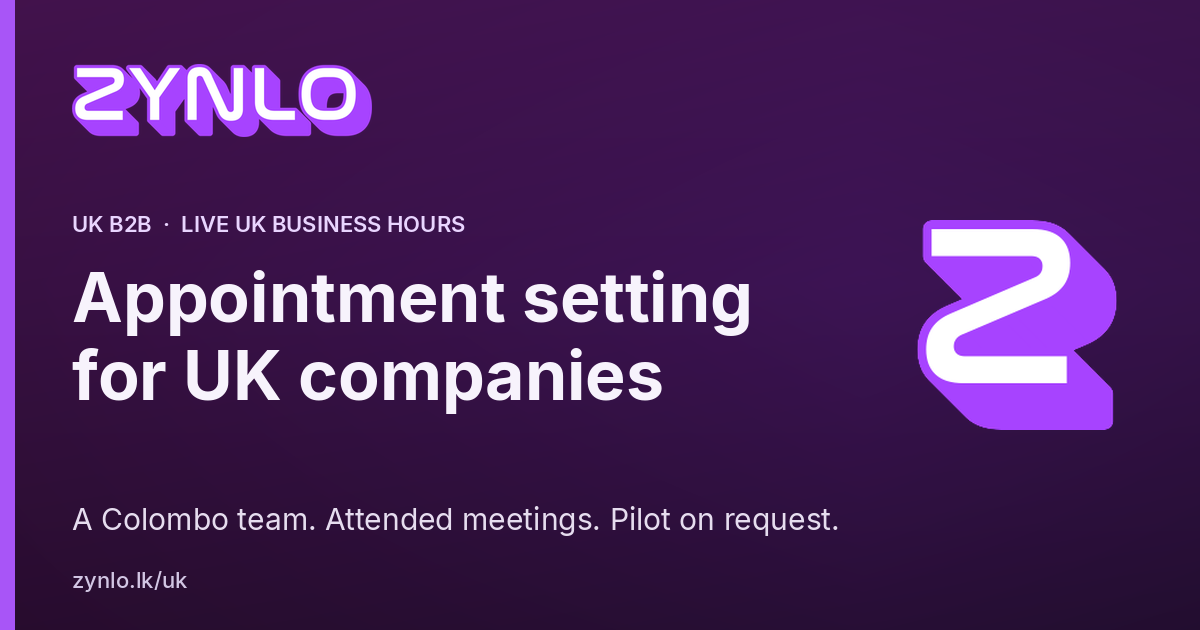 ZYNLO
UK B2B · LIVE UK BUSINESS HOURS
Appointment setting
for UK companies
Z
A Colombo team. Attended meetings. Pilot on request.
zynlo.lk/uk